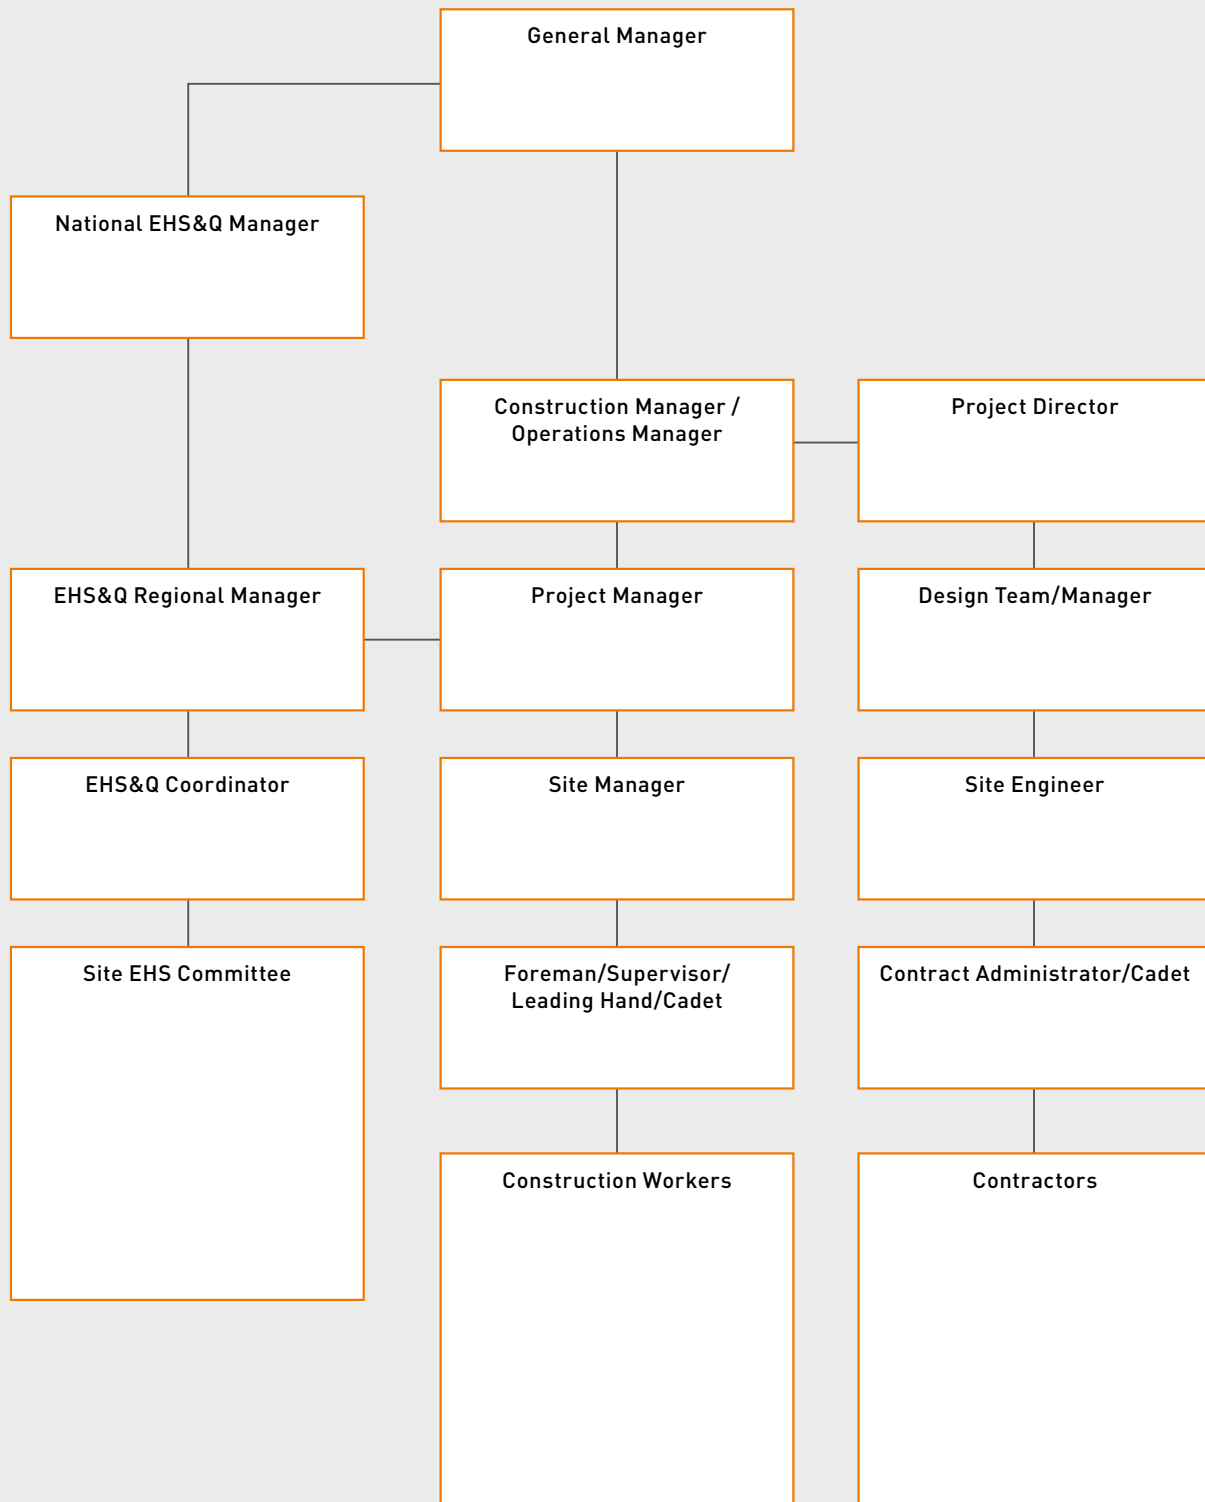 General Manager
National EHS&Q Manager
Construction Manager /
Operations Manager
Project Director
EHS&Q Regional Manager
Project Manager
Design Team/Manager
EHS&Q Coordinator
Site Manager
Site Engineer
Site EHS Committee
Foreman/Supervisor/
Leading Hand/Cadet
Contract Administrator/Cadet
Construction Workers
Contractors